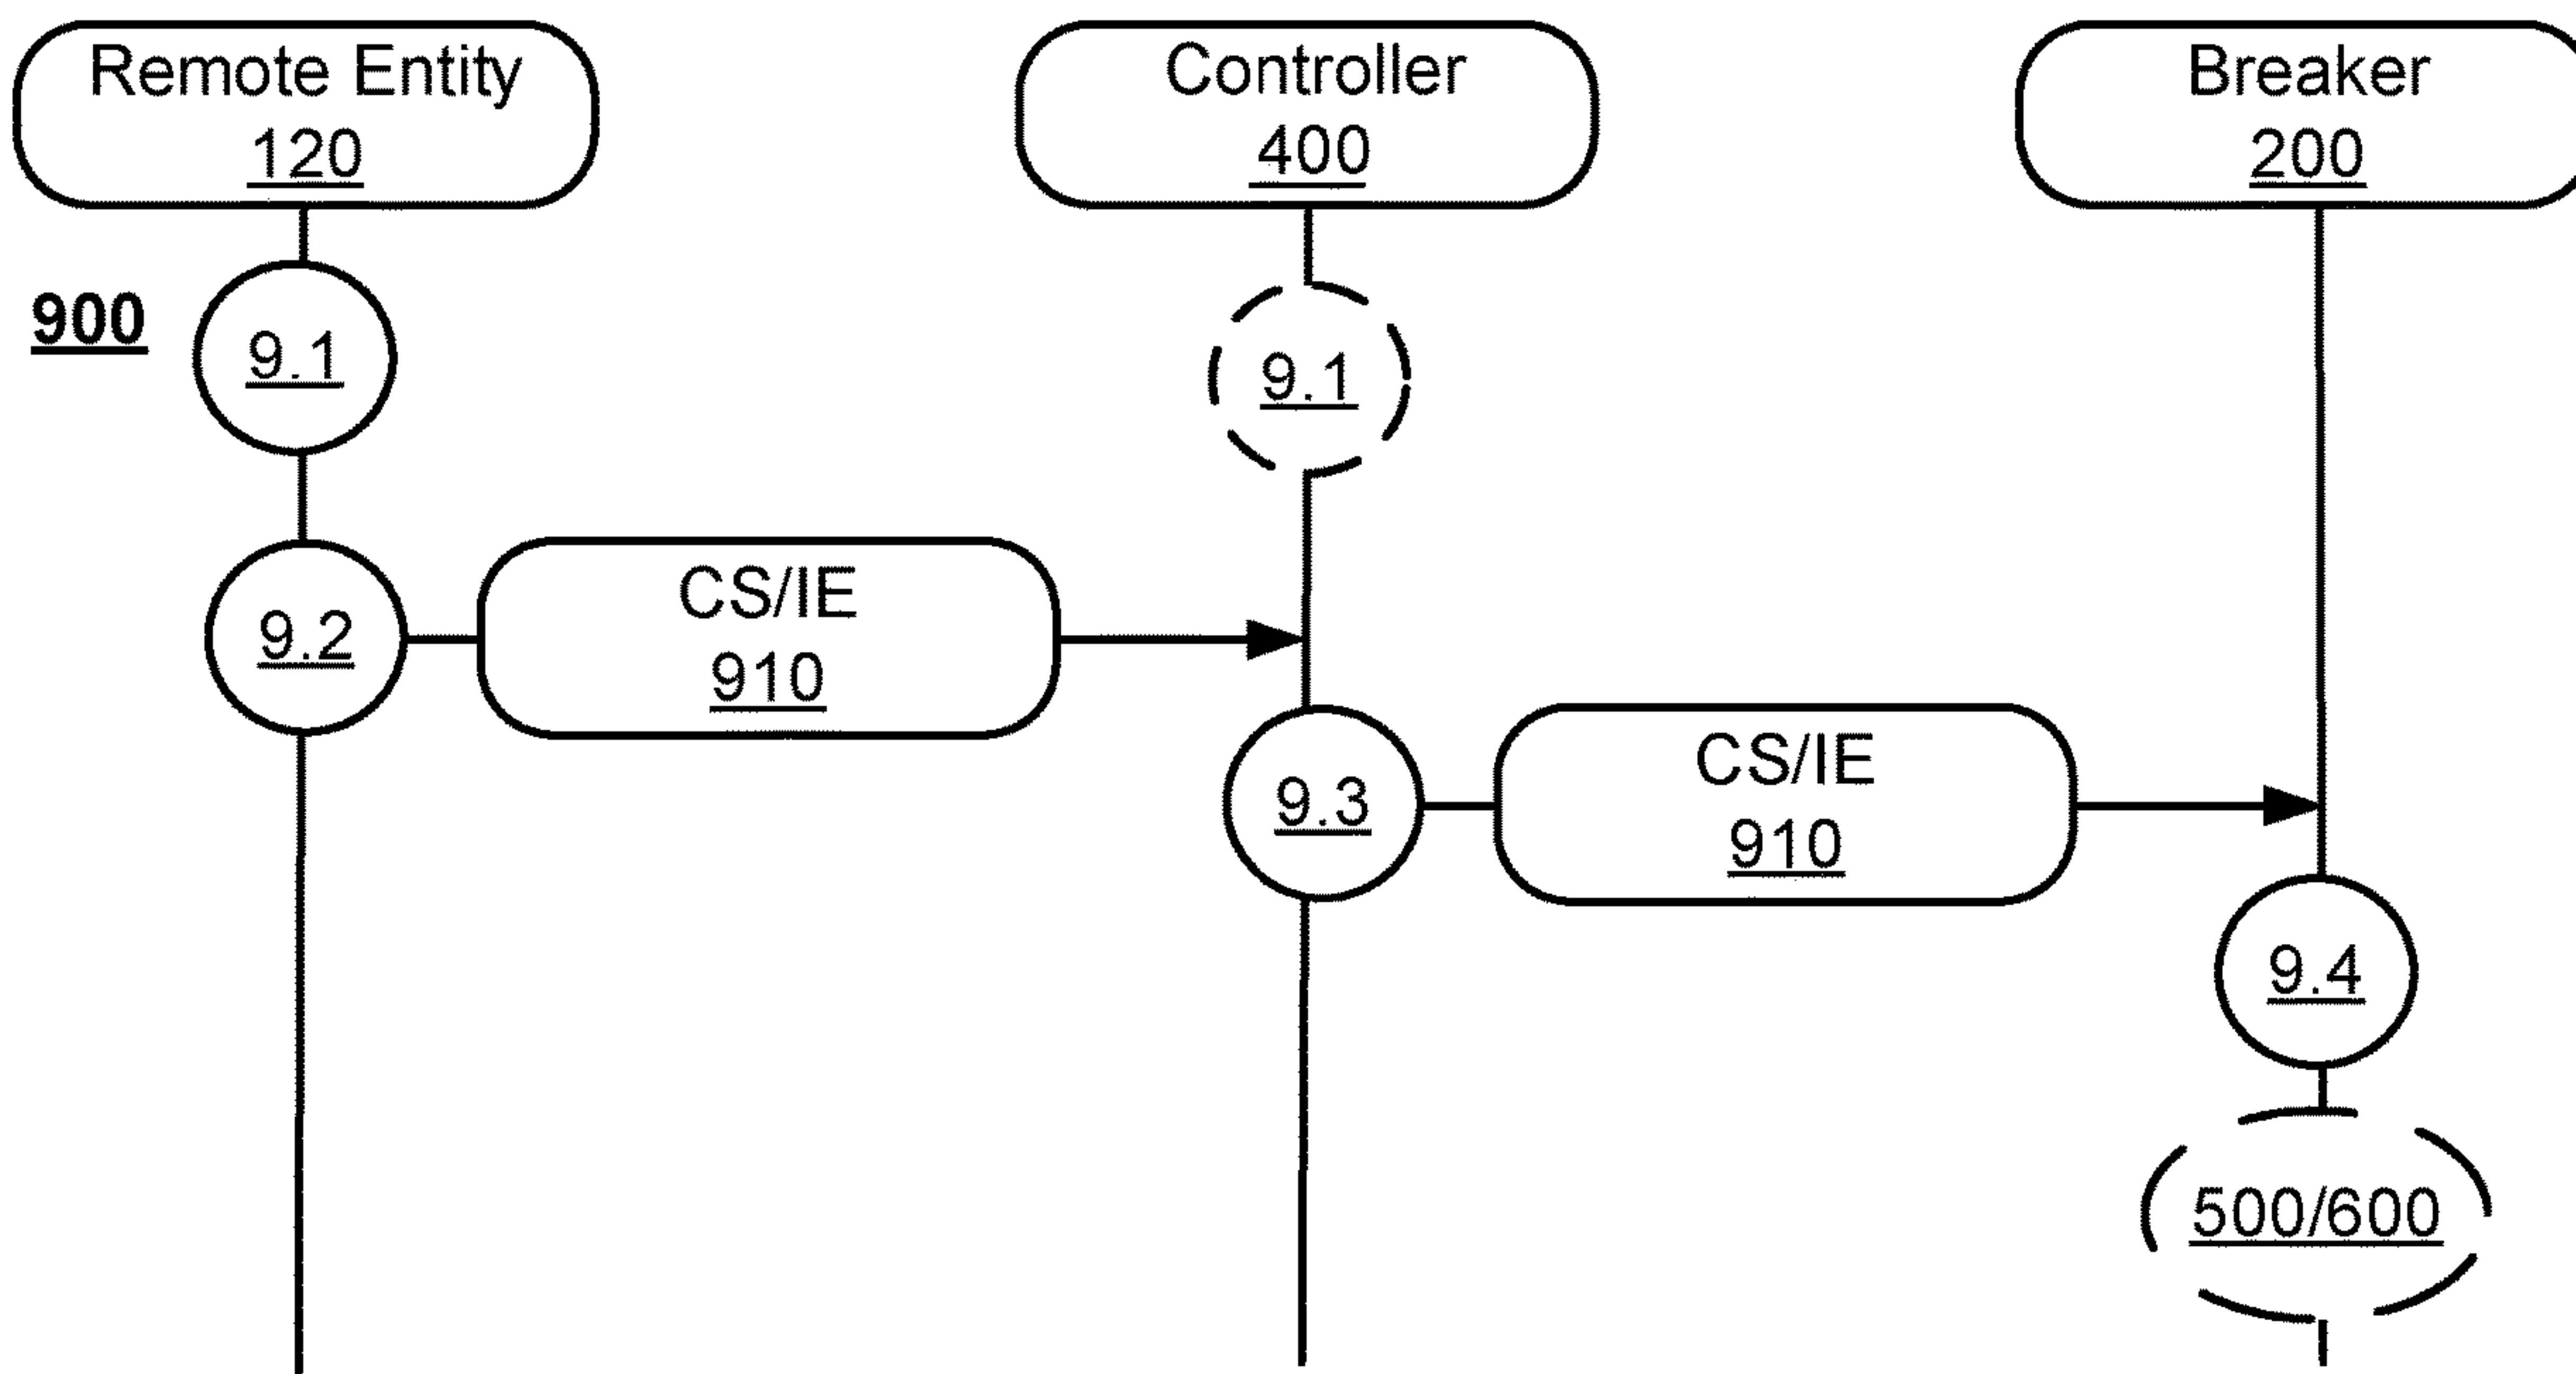 Remote Entity
120
Controller
400
Breaker
200
900
9.1
9.1
9.2
CS/IE
910
9.3
CS/IE
910
9.4
500/600